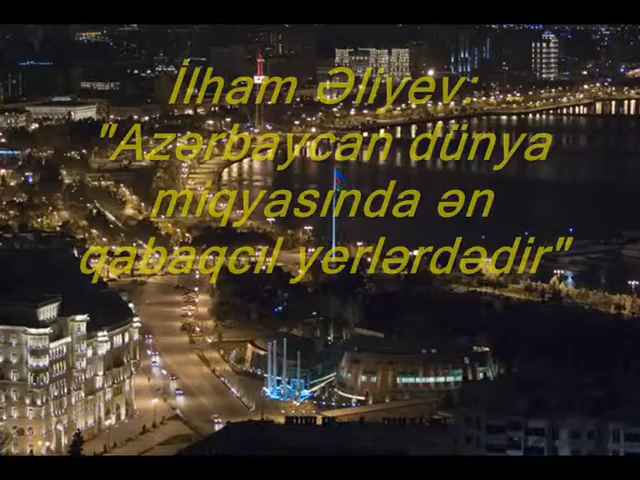 İlham Əliyev:
"Azərbaycan dünya
miqyasında ən
qabaqcıl yerlərdədir"